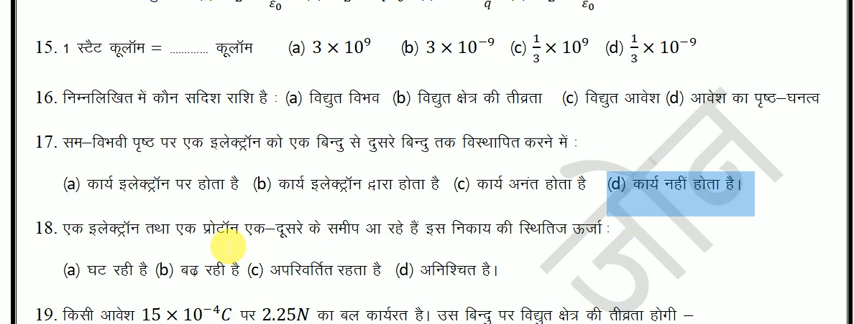 ε₀ q ε₀
15. 1 स्टैट कूलॉम = ............ कूलॉम (a) 3 × 10⁹ (b) 3 × 10⁻⁹ (c) 1/3 × 10⁹ (d) 1/3 × 10⁻⁹
16. निम्नलिखित में कौन सदिश राशि है : (a) विद्युत विभव (b) विद्युत क्षेत्र की तीव्रता (c) विद्युत आवेश (d) आवेश का पृष्ठ–घनत्व
17. सम–विभवी पृष्ठ पर एक इलेक्ट्रॉन को एक बिन्दु से दुसरे बिन्दु तक विस्थापित करने में :
(a) कार्य इलेक्ट्रॉन पर होता है (b) कार्य इलेक्ट्रॉन द्वारा होता है (c) कार्य अनंत होता है (d) कार्य नहीं होता है।
18. एक इलेक्ट्रॉन तथा एक प्रोटॉन एक–दूसरे के समीप आ रहे हैं इस निकाय की स्थितिज ऊर्जा :
(a) घट रही है (b) बढ़ रही है (c) अपरिवर्तित रहता है (d) अनिश्चित है।
19. किसी आवेश 15 × 10⁻⁴C पर 2.25N का बल कार्यरत है। उस बिन्दु पर विद्युत क्षेत्र की तीव्रता होगी –
जोन